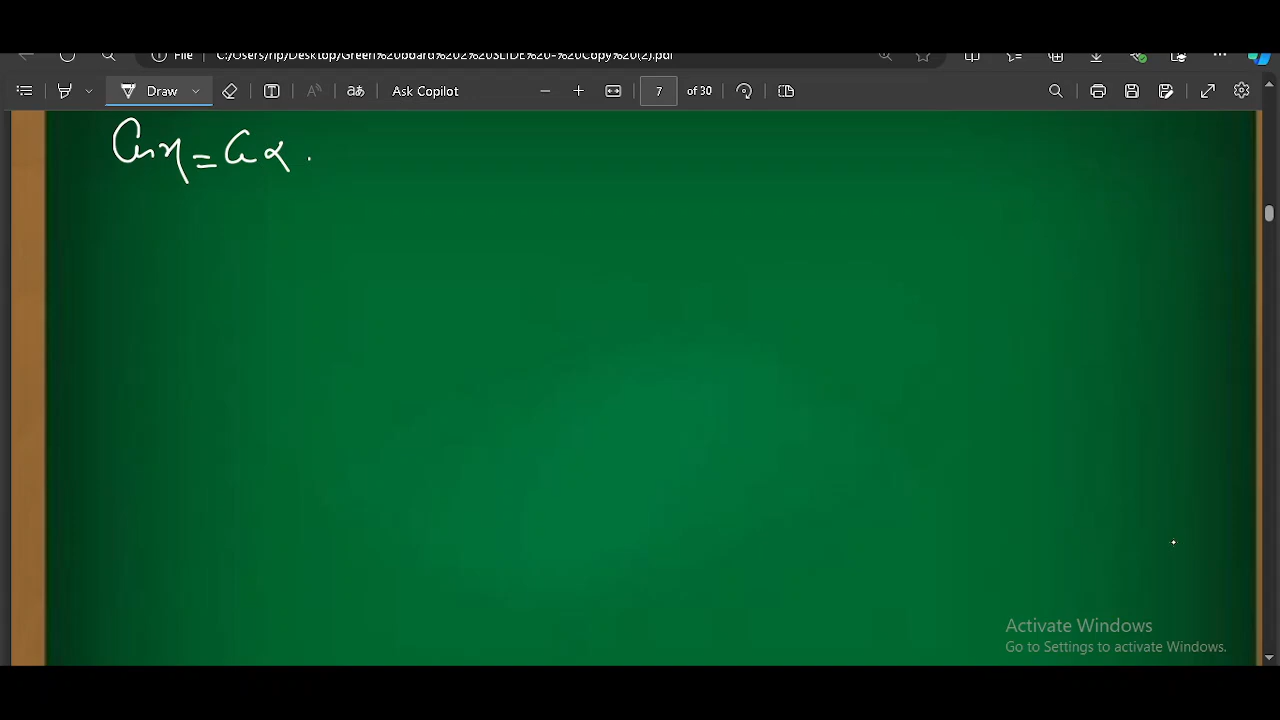 File C:/Users/hp/Desktop/Green%20board%202%20SLIDE%20-%20Copy%20(2).pdf
Draw Ask Copilot 7 of 30
Cos x = Cos α .
Activate Windows
Go to Settings to activate Windows.